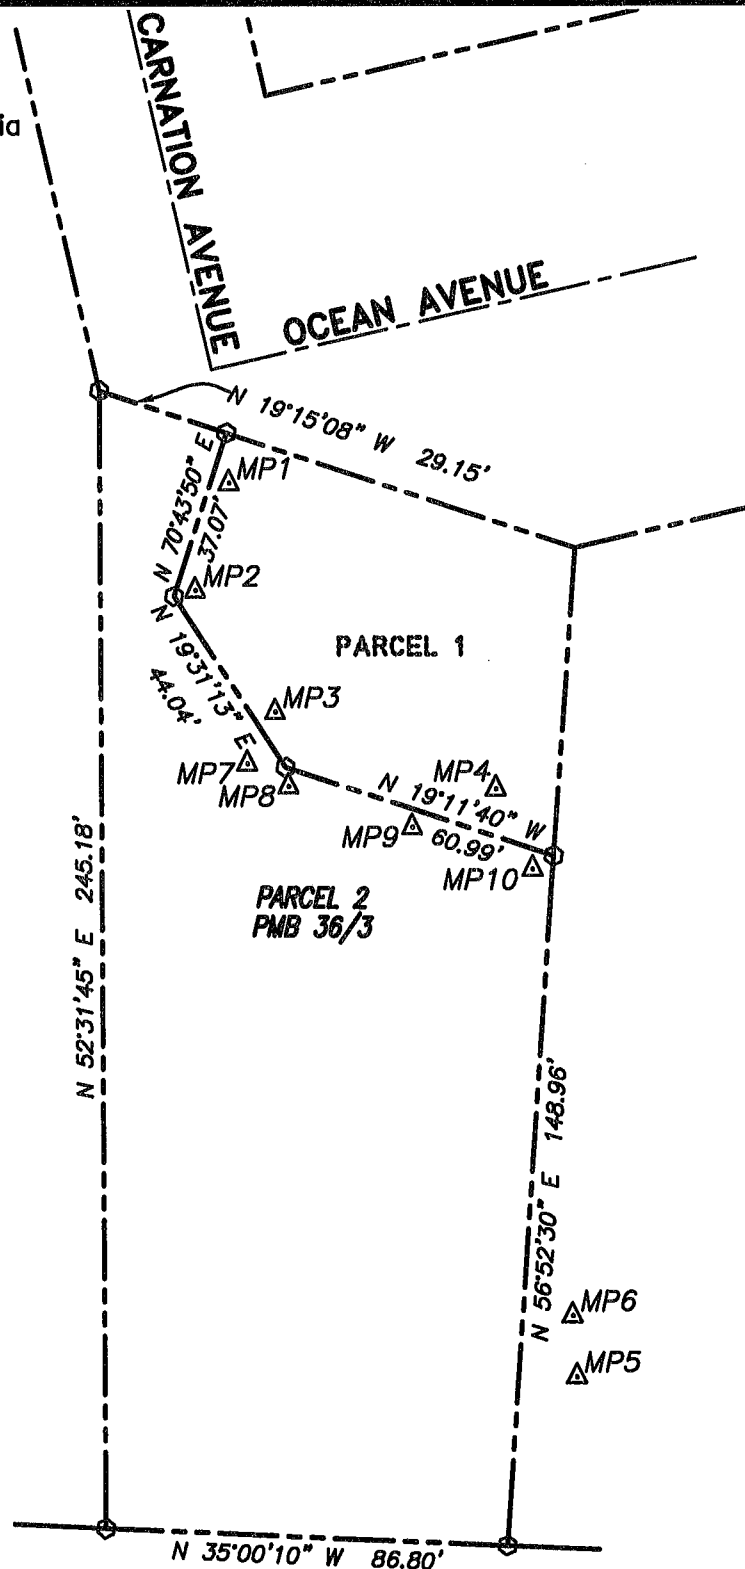 ia
CARNATION AVENUE
OCEAN AVENUE
N 19°15'08" W 29.15'
N 70°43'50" E
37.07'
MP1
MP2
N 19°31'13" E
44.04'
PARCEL 1
MP3
MP7
MP8
MP4
N 19°11'40" W
60.99'
MP9
MP10
PARCEL 2
PMB 36/3
N 52°31'45" E 245.18'
N 56°52'30" E 148.96'
MP6
MP5
N 35°00'10" W 86.80'